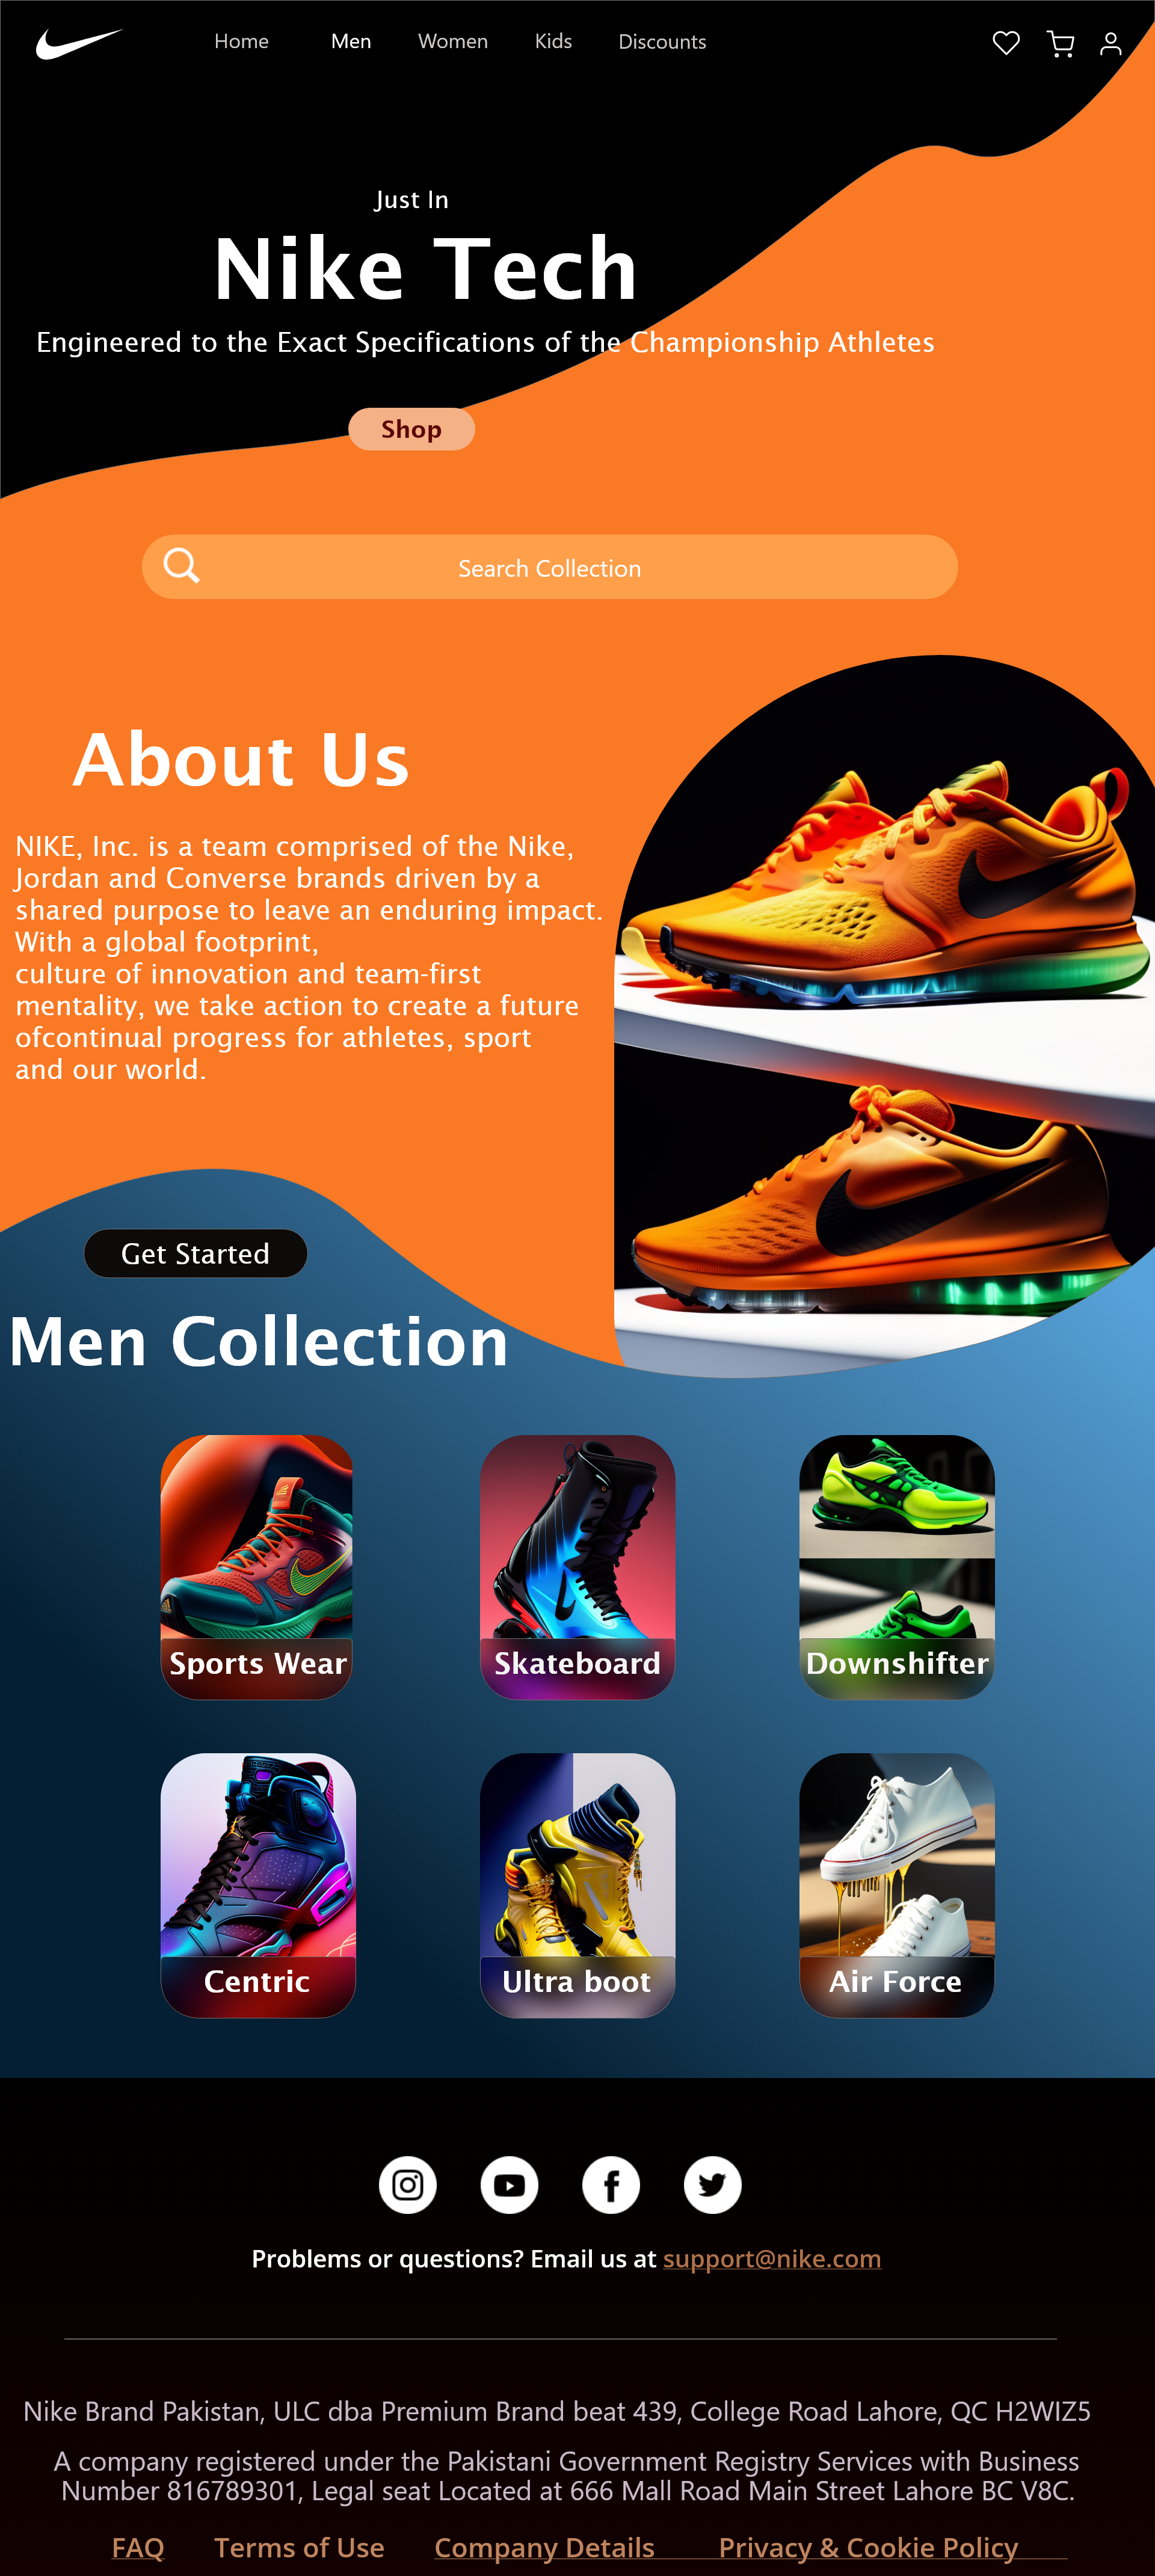 Home Men Women Kids Discounts
Just In
Nike Tech
Engineered to the Exact Specifications of the Championship Athletes
Shop
Search Collection
About Us
NIKE, Inc. is a team comprised of the Nike,
Jordan and Converse brands driven by a
shared purpose to leave an enduring impact.
With a global footprint,
culture of innovation and team-first
mentality, we take action to create a future
ofcontinual progress for athletes, sport
and our world.
Get Started
Men Collection
Sports Wear
Skateboard
Downshifter
Centric
Ultra boot
Air Force
Problems or questions? Email us at support@nike.com
Nike Brand Pakistan, ULC dba Premium Brand beat 439, College Road Lahore, QC H2WIZ5
A company registered under the Pakistani Government Registry Services with Business
Number 816789301, Legal seat Located at 666 Mall Road Main Street Lahore BC V8C.
FAQ Terms of Use Company Details Privacy & Cookie Policy